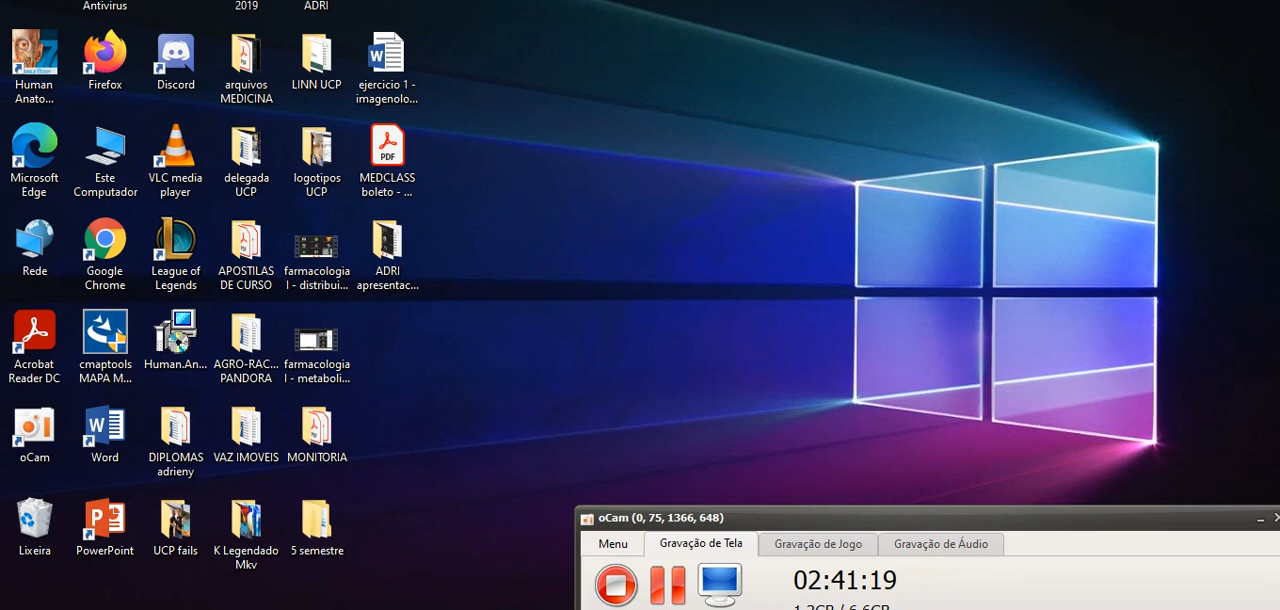 Antivirus
2019
ADRI
Human
Anato...
Firefox
Discord
arquivos
MEDICINA
LINN UCP
ejercicio 1 -
imagenolo...
Microsoft
Edge
Este
Computador
VLC media
player
delegada
UCP
logotipos
UCP
PDF
MEDCLASS
boleto - ...
Rede
Google
Chrome
League of
Legends
APOSTILAS
DE CURSO
farmacologia
I - distribui...
ADRI
apresentac...
Acrobat
Reader DC
cmaptools
MAPA M...
Human.An...
AGRO-RAC...
PANDORA
farmacologia
I - metaboli...
oCam
Word
DIPLOMAS
adrieny
VAZ IMOVEIS
MONITORIA
Lixeira
PowerPoint
UCP fails
K Legendado
Mkv
5 semestre
oCam (0, 75, 1366, 648)
Menu
Gravação de Tela
Gravação de Jogo
Gravação de Áudio
02:41:19
1.2GB / 6.6GB